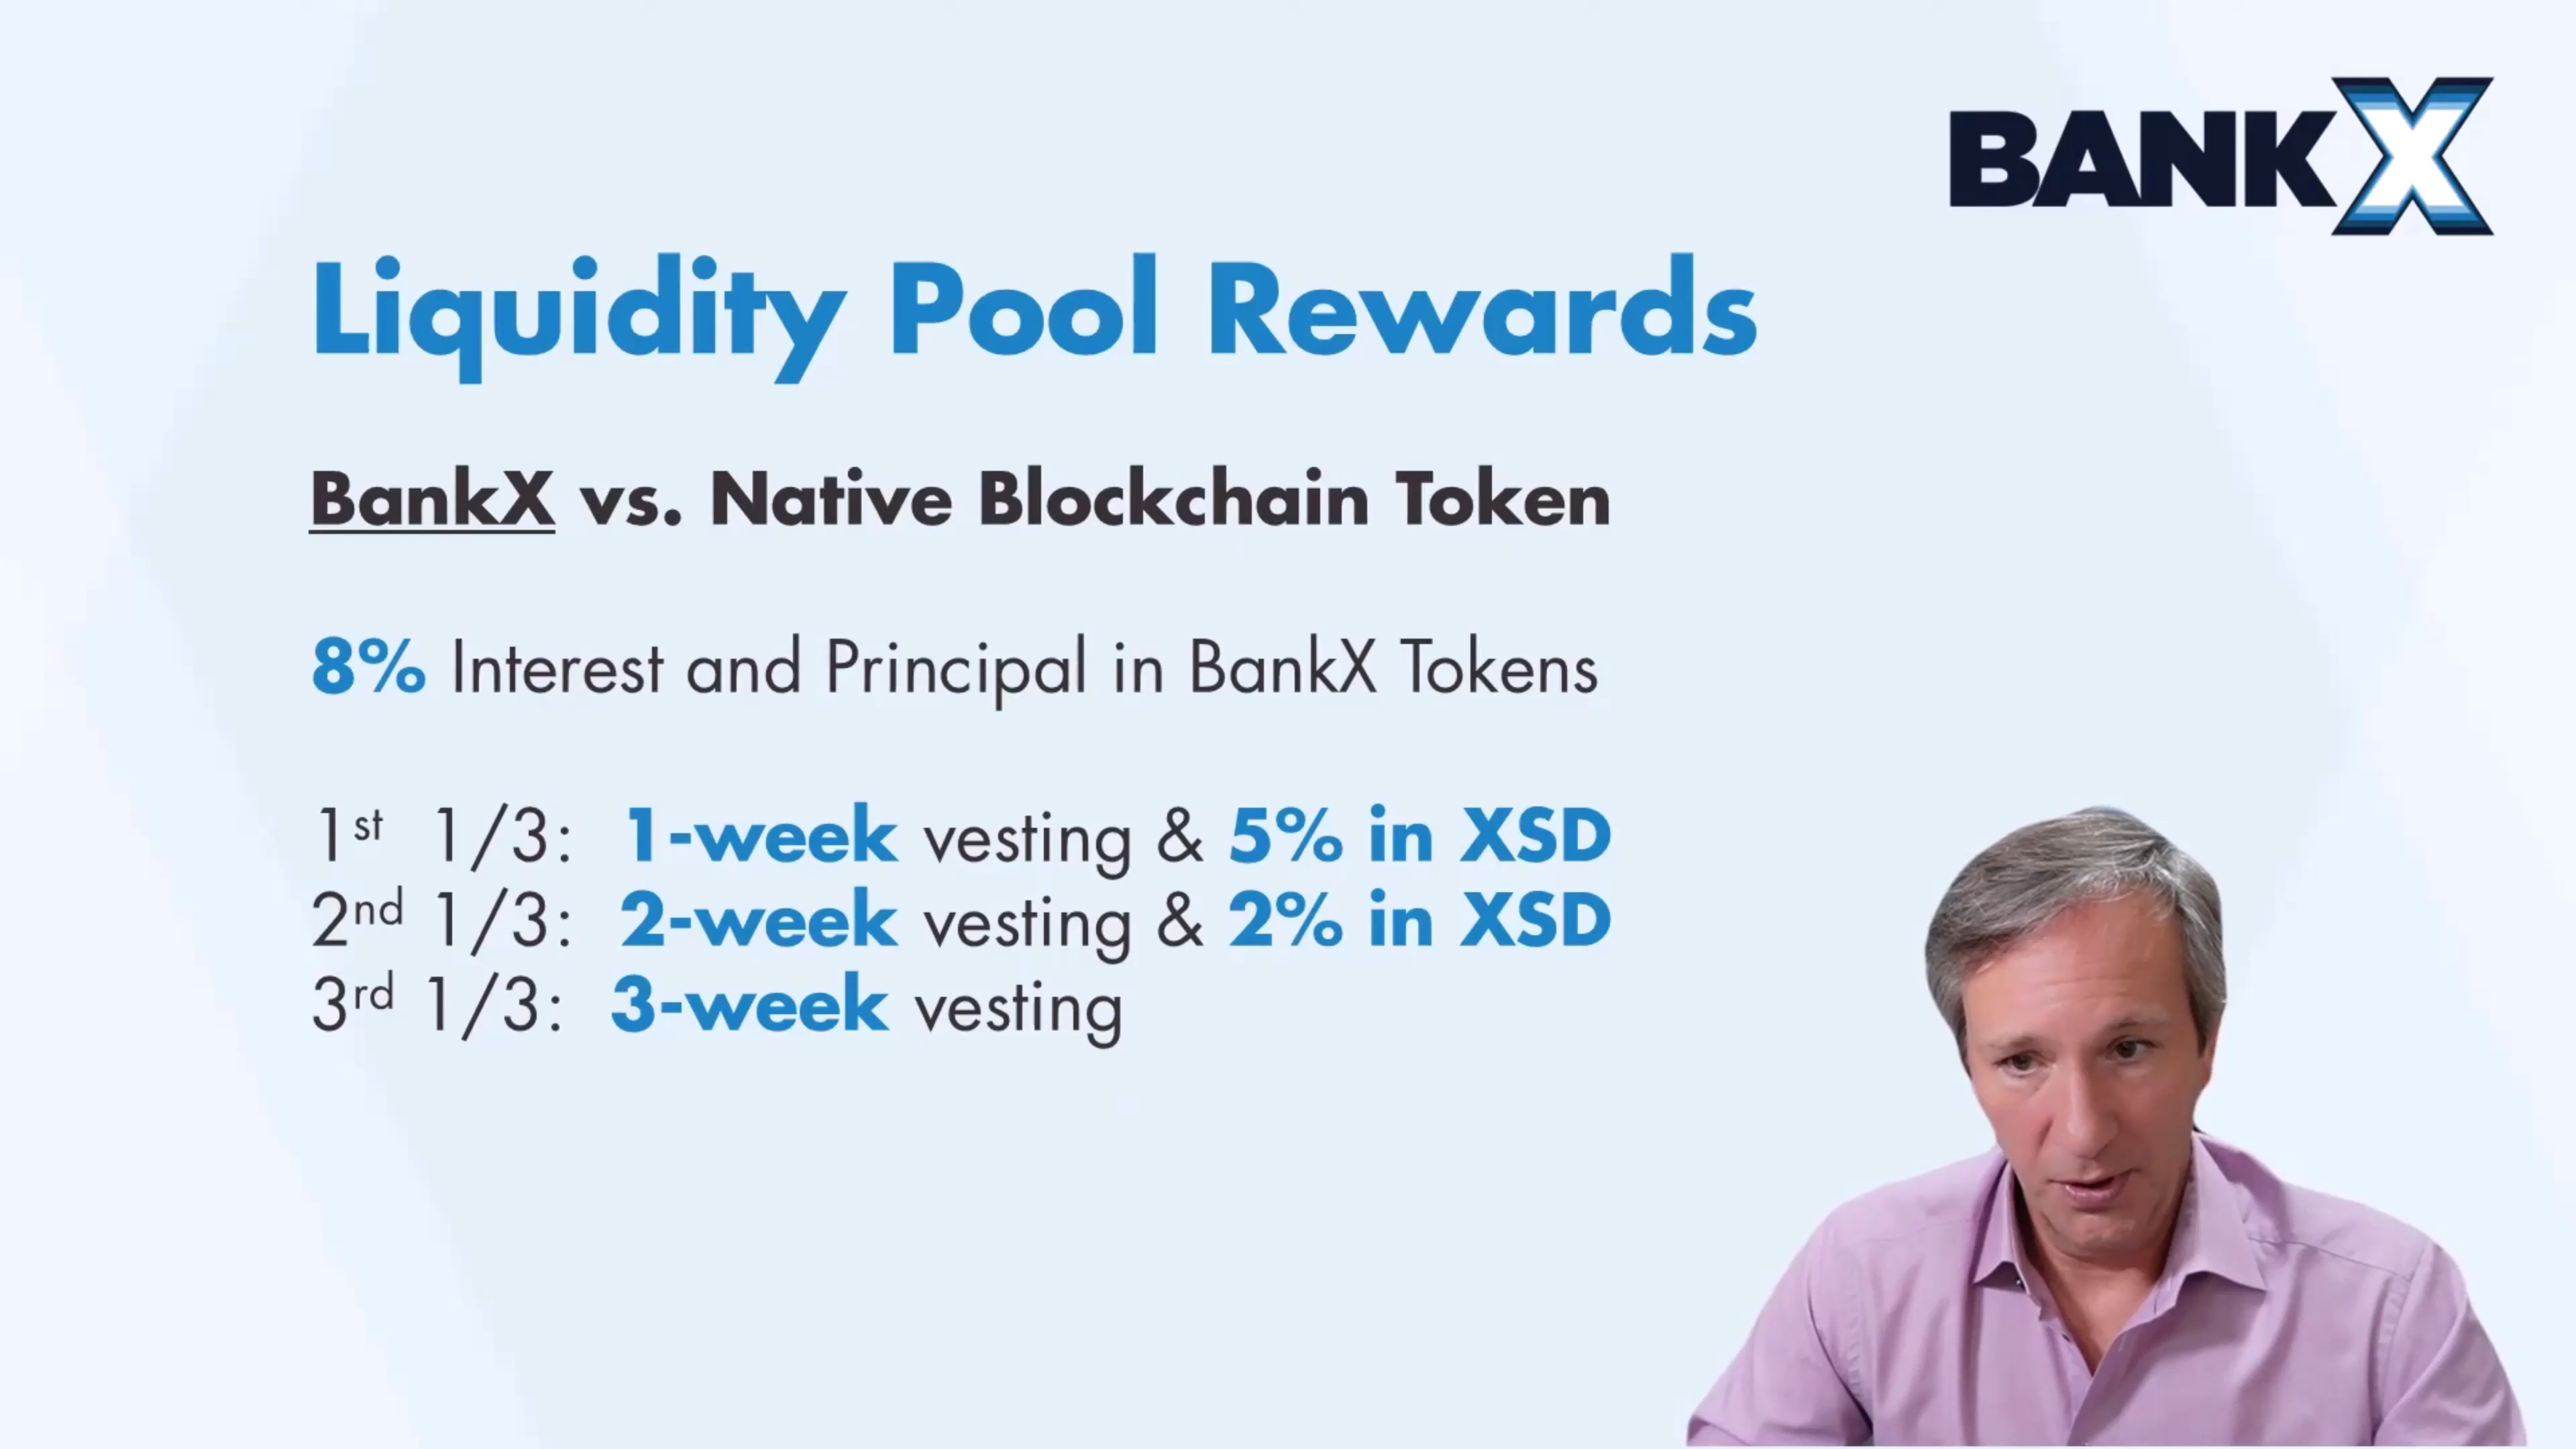 BANKX
Liquidity Pool Rewards
BankX vs. Native Blockchain Token
8% Interest and Principal in BankX Tokens
1st 1/3: 1-week vesting & 5% in XSD
2nd 1/3: 2-week vesting & 2% in XSD
3rd 1/3: 3-week vesting